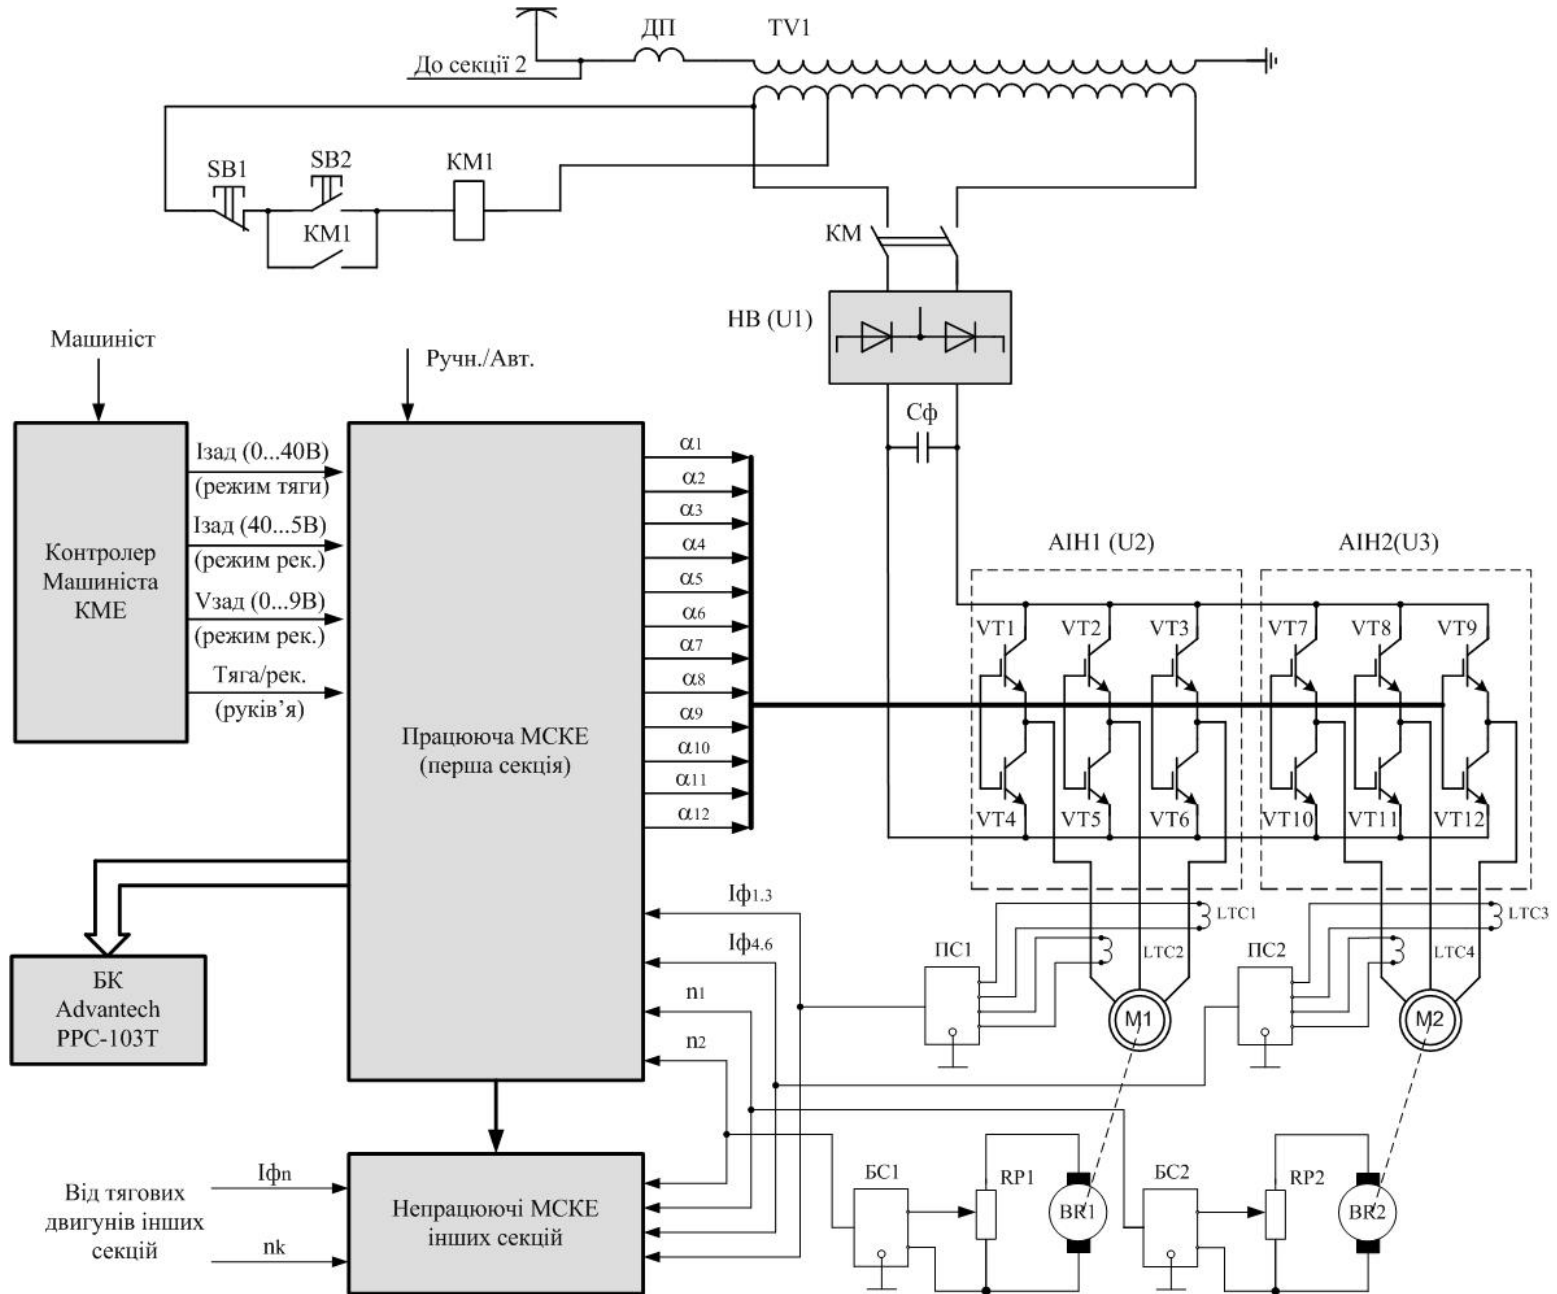 ДП
TV1
До секції 2
SB1
SB2
КМ1
КМ1
КМ
НВ (U1)
Машиніст
Ручн./Авт.
Сф
Контролер
Машиніста
КМЕ
Ізад (0...40В)
(режим тяги)
Ізад (40...5В)
(режим рек.)
Vзад (0...9В)
(режим рек.)
Тяга/рек.
(руків’я)
Працююча МСКЕ
(перша секція)
α1
α2
α3
α4
α5
α6
α7
α8
α9
α10
α11
α12
АІН1 (U2)
АІН2(U3)
VT1
VT2
VT3
VT7
VT8
VT9
VT4
VT5
VT6
VT10
VT11
VT12
Іф1.3
Іф4.6
n1
n2
LTC1
LTC2
LTC3
LTC4
ПС1
ПС2
M1
M2
БК
Advantech
PPC-103T
БС1
RP1
BR1
БС2
RP2
BR2
Від тягових
двигунів інших
секцій
Іфn
nk
Непрацюючі МСКЕ
інших секцій